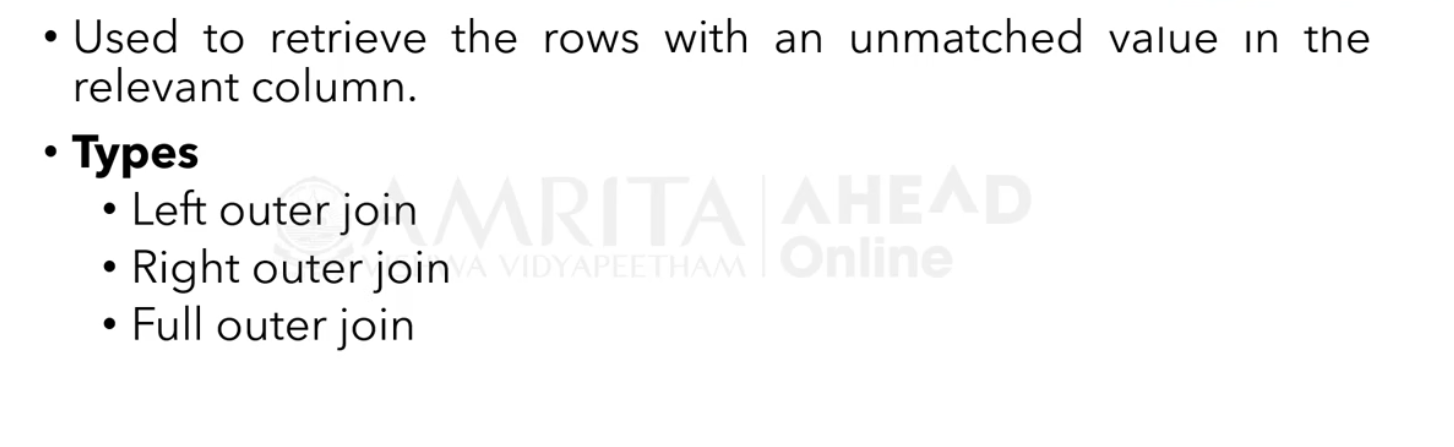 • Used to retrieve the rows with an unmatched value in the
relevant column.
• Types
• Left outer join
• Right outer join
• Full outer join
AMRITA AHEAD
VIDYAPEETHAM Online